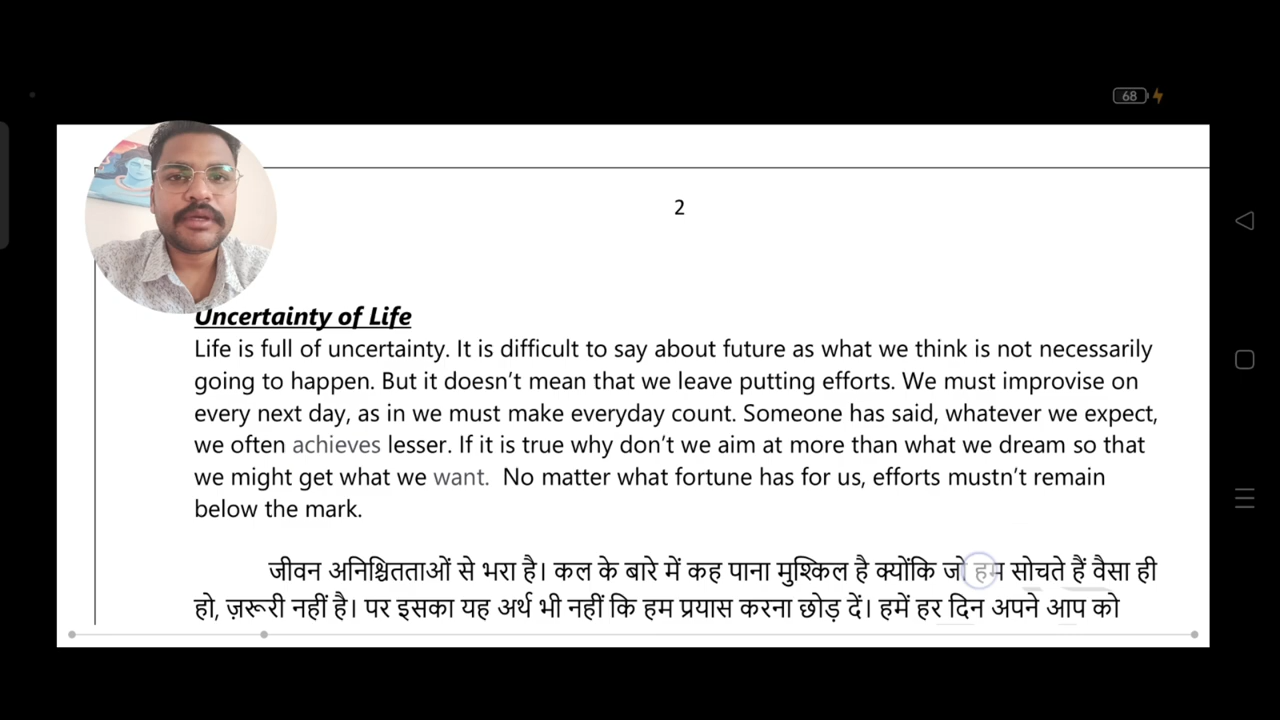 68
2
Uncertainty of Life
Life is full of uncertainty. It is difficult to say about future as what we think is not necessarily
going to happen. But it doesn't mean that we leave putting efforts. We must improvise on
every next day, as in we must make everyday count. Someone has said, whatever we expect,
we often achieves lesser. If it is true why don't we aim at more than what we dream so that
we might get what we want.  No matter what fortune has for us, efforts mustn't remain
below the mark.
जीवन अनिश्चितताओं से भरा है। कल के बारे में कह पाना मुश्किल है क्योंकि जो हम सोचते हैं वैसा ही
हो, ज़रूरी नहीं है। पर इसका यह अर्थ भी नहीं कि हम प्रयास करना छोड़ दें। हमें हर दिन अपने आप को